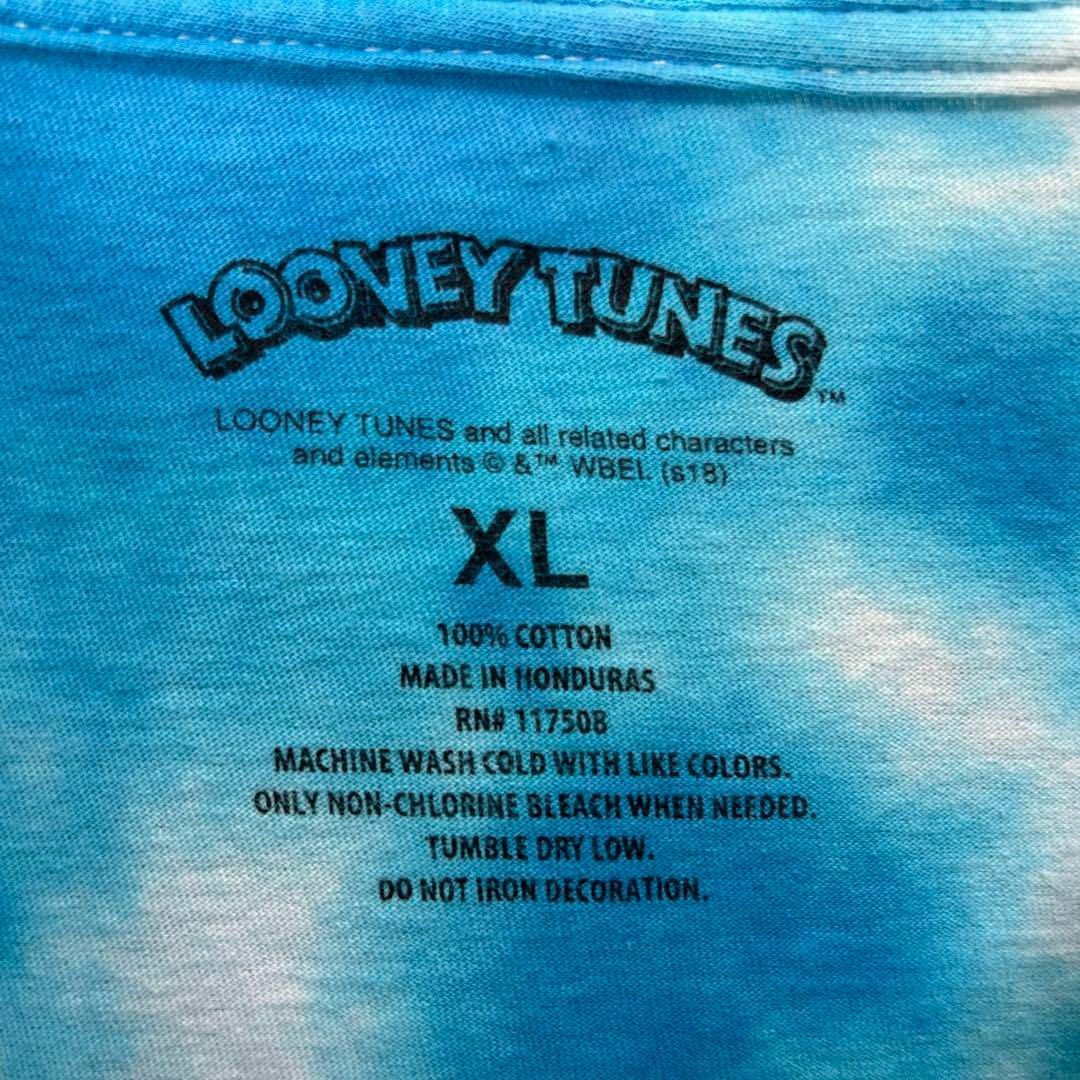 LOONEY TUNES™
LOONEY TUNES and all related characters
and elements © &™ WBEI. (s18)
XL
100% COTTON
MADE IN HONDURAS
RN# 117508
MACHINE WASH COLD WITH LIKE COLORS.
ONLY NON-CHLORINE BLEACH WHEN NEEDED.
TUMBLE DRY LOW.
DO NOT IRON DECORATION.